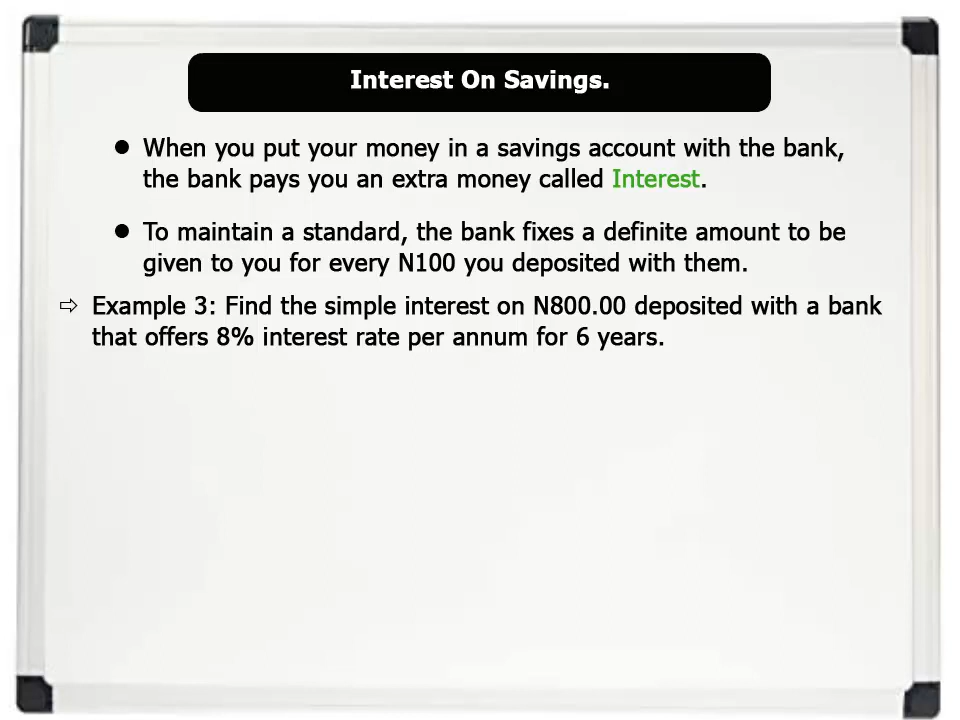 Interest On Savings.
● When you put your money in a savings account with the bank,
the bank pays you an extra money called Interest.
● To maintain a standard, the bank fixes a definite amount to be
given to you for every N100 you deposited with them.
⇨ Example 3: Find the simple interest on N800.00 deposited with a bank
that offers 8% interest rate per annum for 6 years.